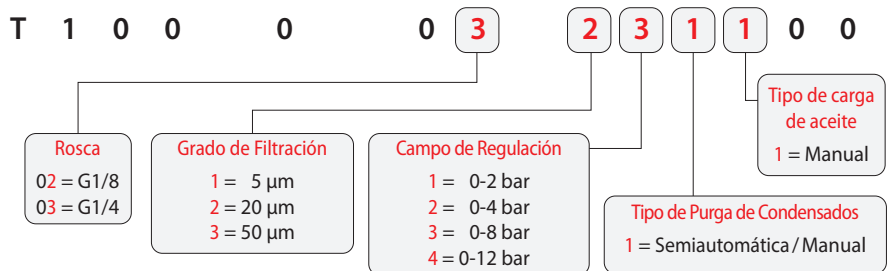 T 1 0 0 0 0 3 2 3 1 1 0 0
Tipo de carga
de aceite
1 = Manual
Rosca
02 = G1/8
03 = G1/4
Grado de Filtración
1 = 5 µm
2 = 20 µm
3 = 50 µm
Campo de Regulación
1 = 0-2 bar
2 = 0-4 bar
3 = 0-8 bar
4 = 0-12 bar
Tipo de Purga de Condensados
1 = Semiautomática / Manual